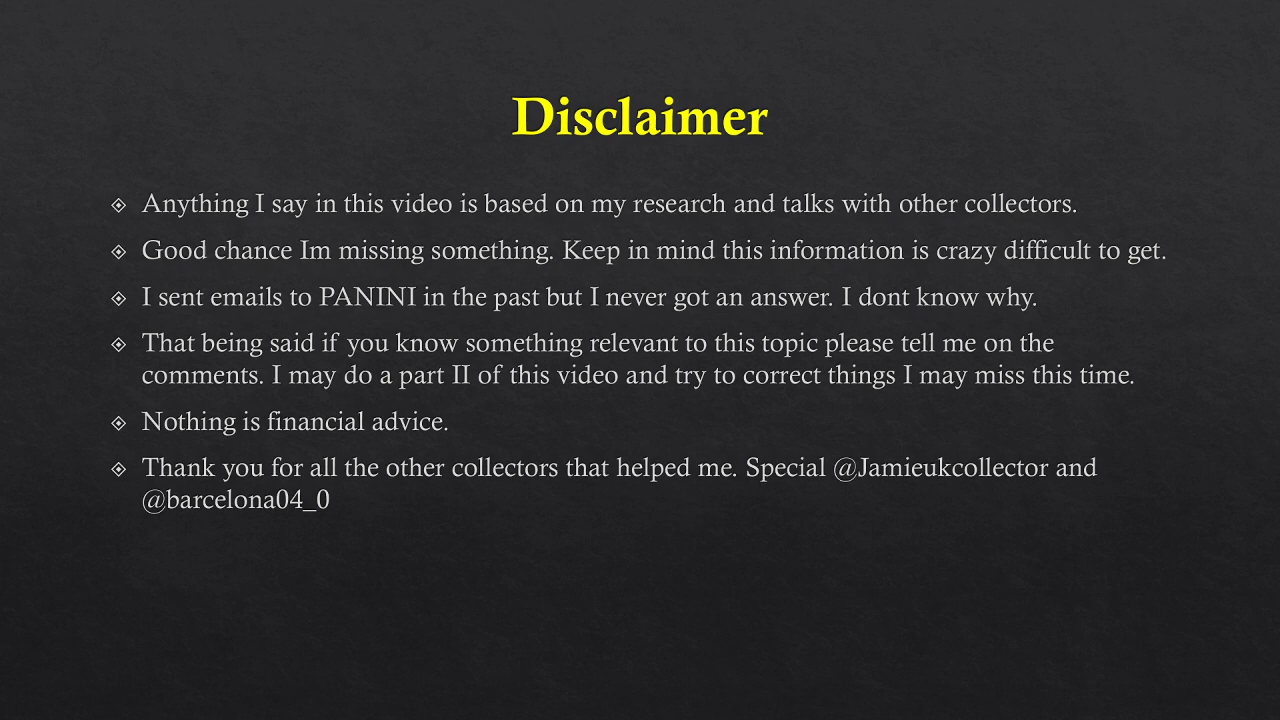 Disclaimer
Anything I say in this video is based on my research and talks with other collectors.
Good chance Im missing something. Keep in mind this information is crazy difficult to get.
I sent emails to PANINI in the past but I never got an answer. I dont know why.
That being said if you know something relevant to this topic please tell me on the
comments. I may do a part II of this video and try to correct things I may miss this time.
Nothing is financial advice.
Thank you for all the other collectors that helped me. Special @Jamieukcollector and
@barcelona04_0